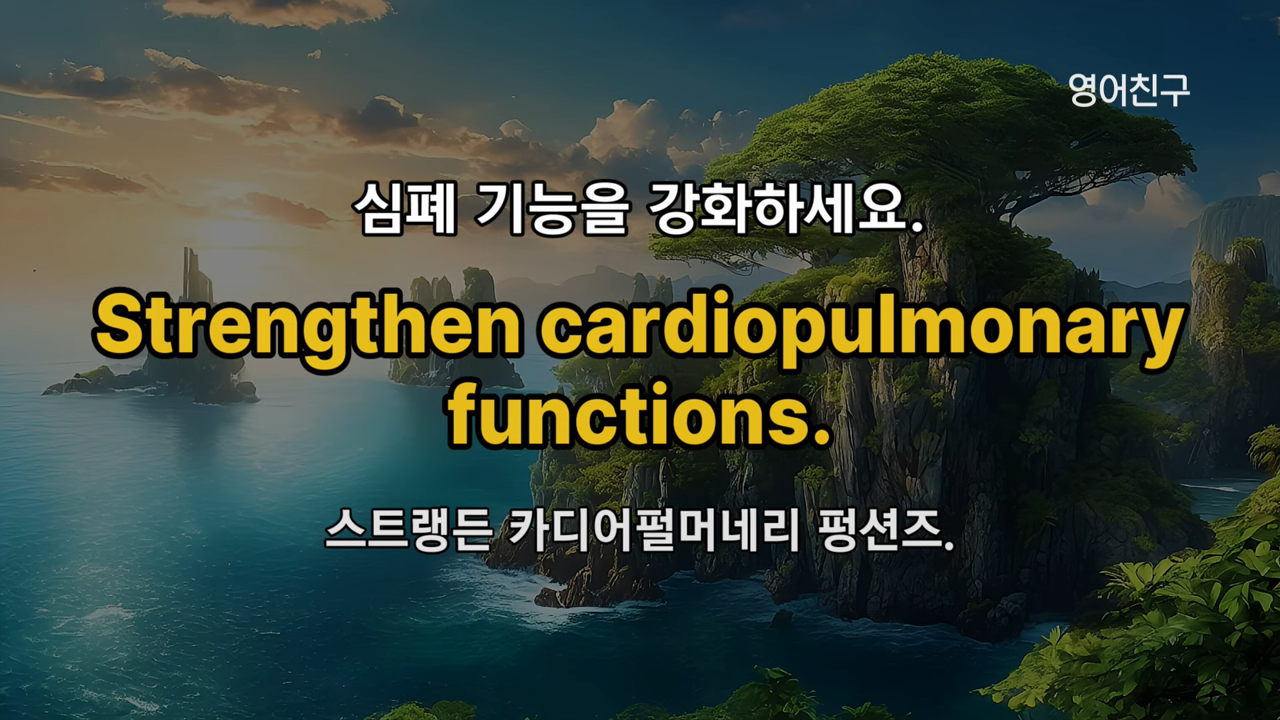 영어친구
심폐 기능을 강화하세요.
Strengthen cardiopulmonary
functions.
스트랭든 카디어펄머네리 펑션즈.